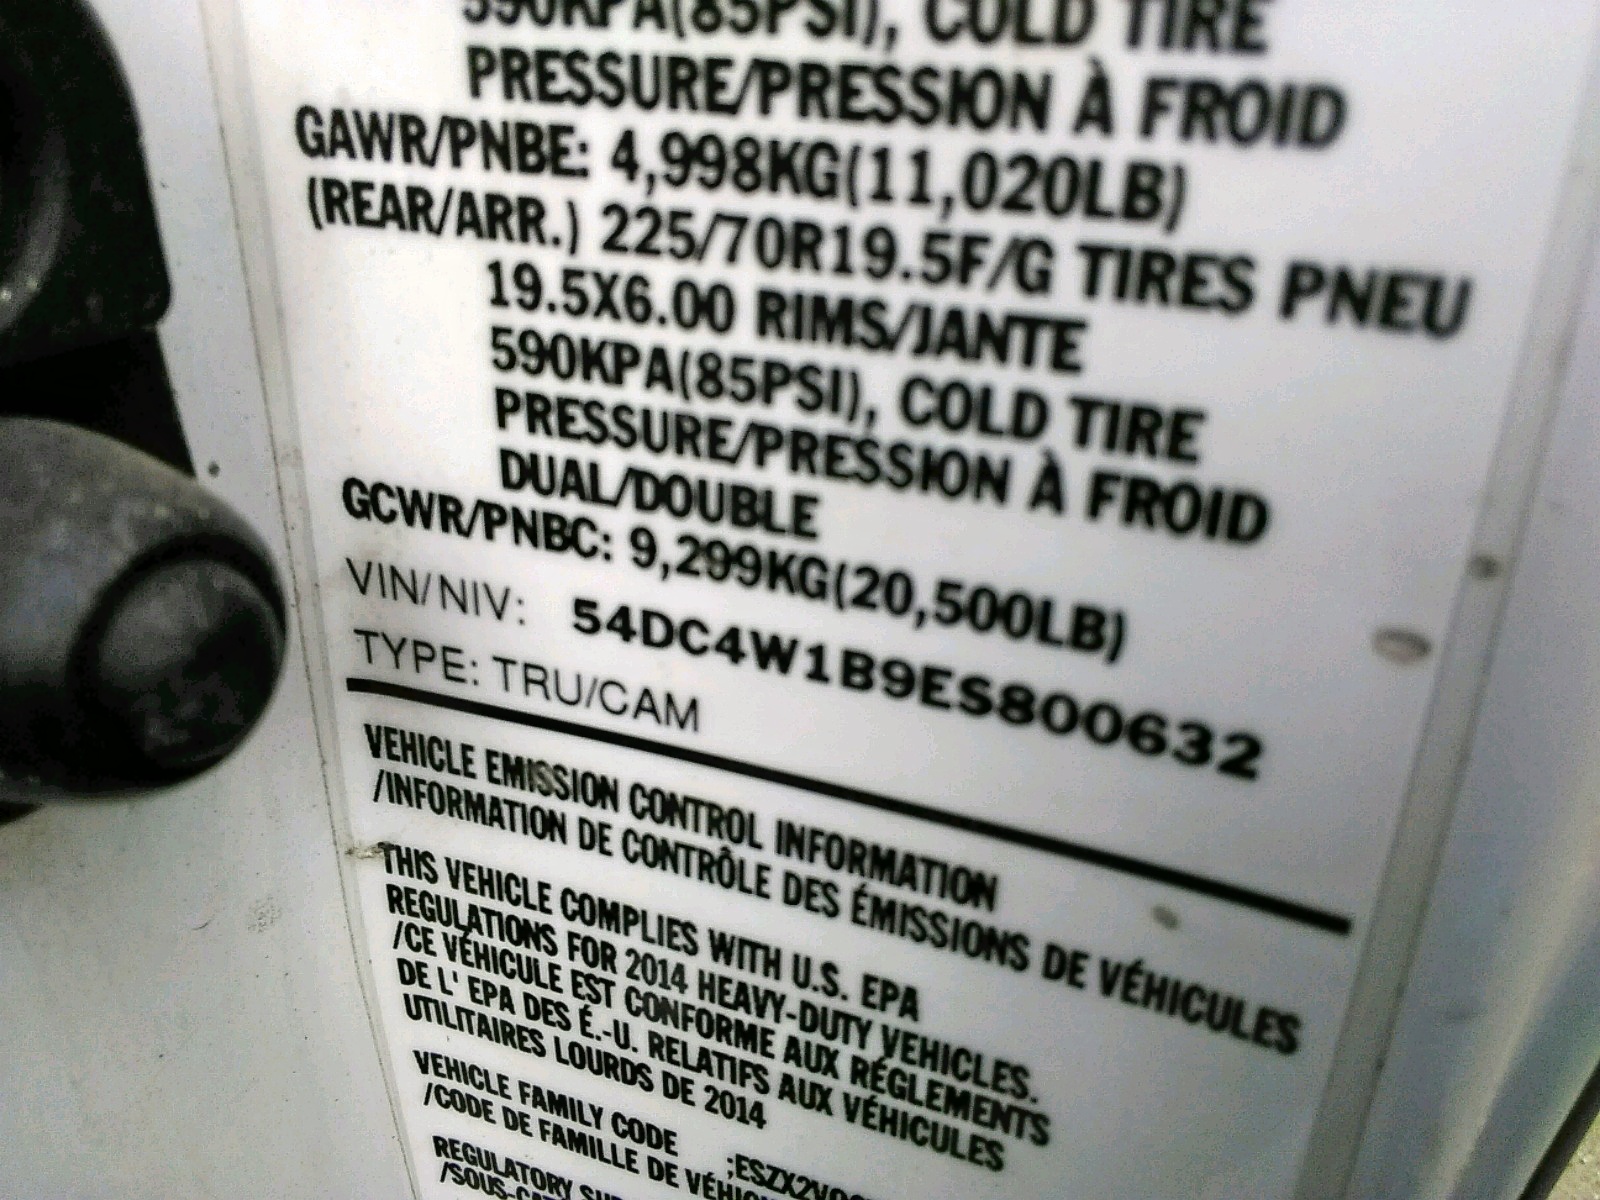 590KPA(85PSI), COLD TIRE
PRESSURE/PRESSION À FROID
GAWR/PNBE: 4,998KG(11,020LB)
(REAR/ARR.) 225/70R19.5F/G TIRES PNEU
19.5X6.00 RIMS/JANTE
590KPA(85PSI), COLD TIRE
PRESSURE/PRESSION À FROID
DUAL/DOUBLE
GCWR/PNBC: 9,299KG(20,500LB)
VIN/NIV: 54DC4W1B9ES800632
TYPE: TRU/CAM
VEHICLE EMISSION CONTROL INFORMATION
/INFORMATION DE CONTRÔLE DES ÉMISSIONS DE VÉHICULES
THIS VEHICLE COMPLIES WITH U.S. EPA
REGULATIONS FOR 2014 HEAVY-DUTY VEHICLES.
/CE VÉHICULE EST CONFORME AUX RÉGLEMENTS
DE L' EPA DES É.-U. RELATIFS AUX VÉHICULES
UTILITAIRES LOURDS DE 2014
VEHICLE FAMILY CODE
/CODE DE FAMILLE DE
REGULATORY